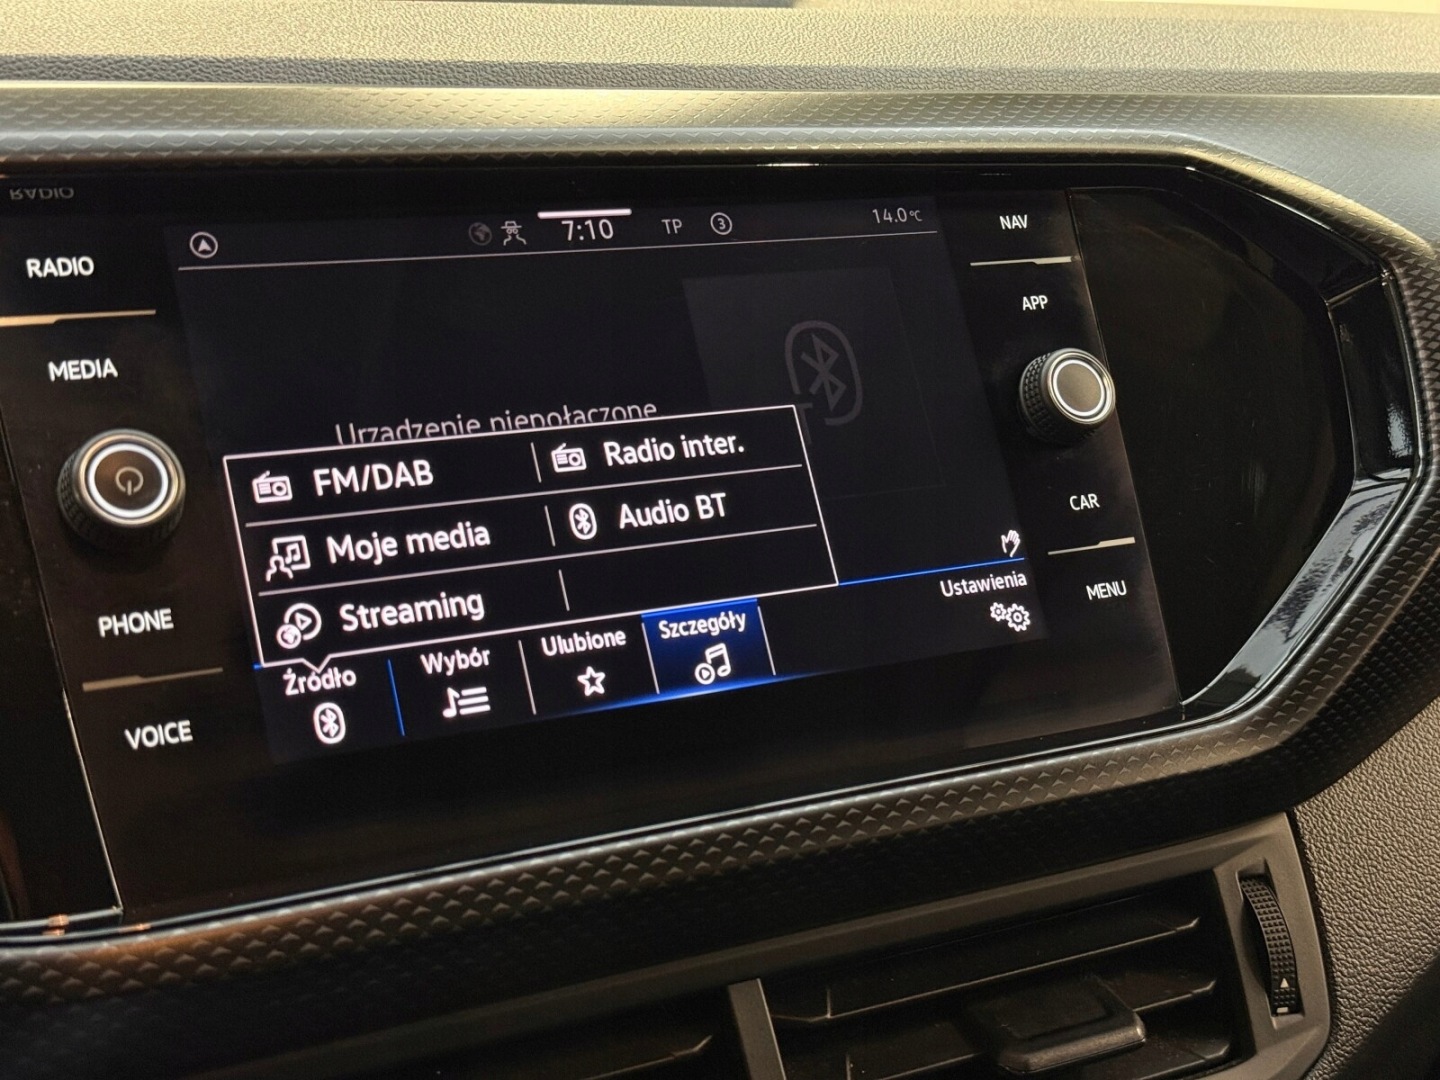 RADIO
7:10 TP 3 14.0°C
NAV
RADIO
APP
MEDIA
Urządzenie niepołączone.
FM/DAB Radio inter.
Moje media Audio BT
Streaming
CAR
PHONE
Źródło Wybór Ulubione Szczegóły Ustawienia
MENU
VOICE